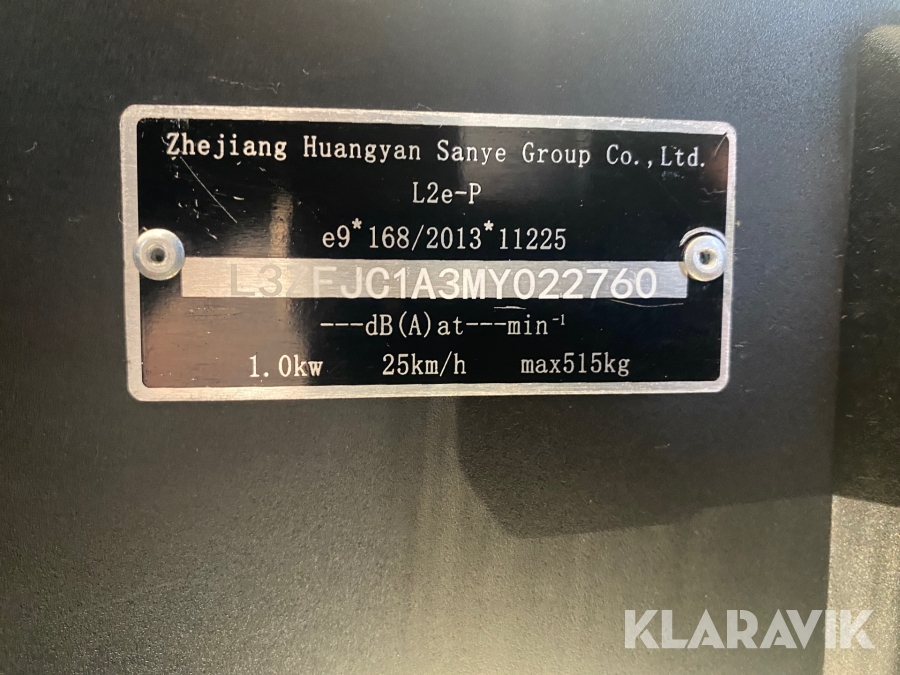 Zhejiang Huangyan Sanye Group Co.,Ltd.
L2e-P
e9*168/2013*11225
L3ZFJC1A3MY022760
---dB(A)at---min-1
1.0kw 25km/h max515kg
KLARAVIK